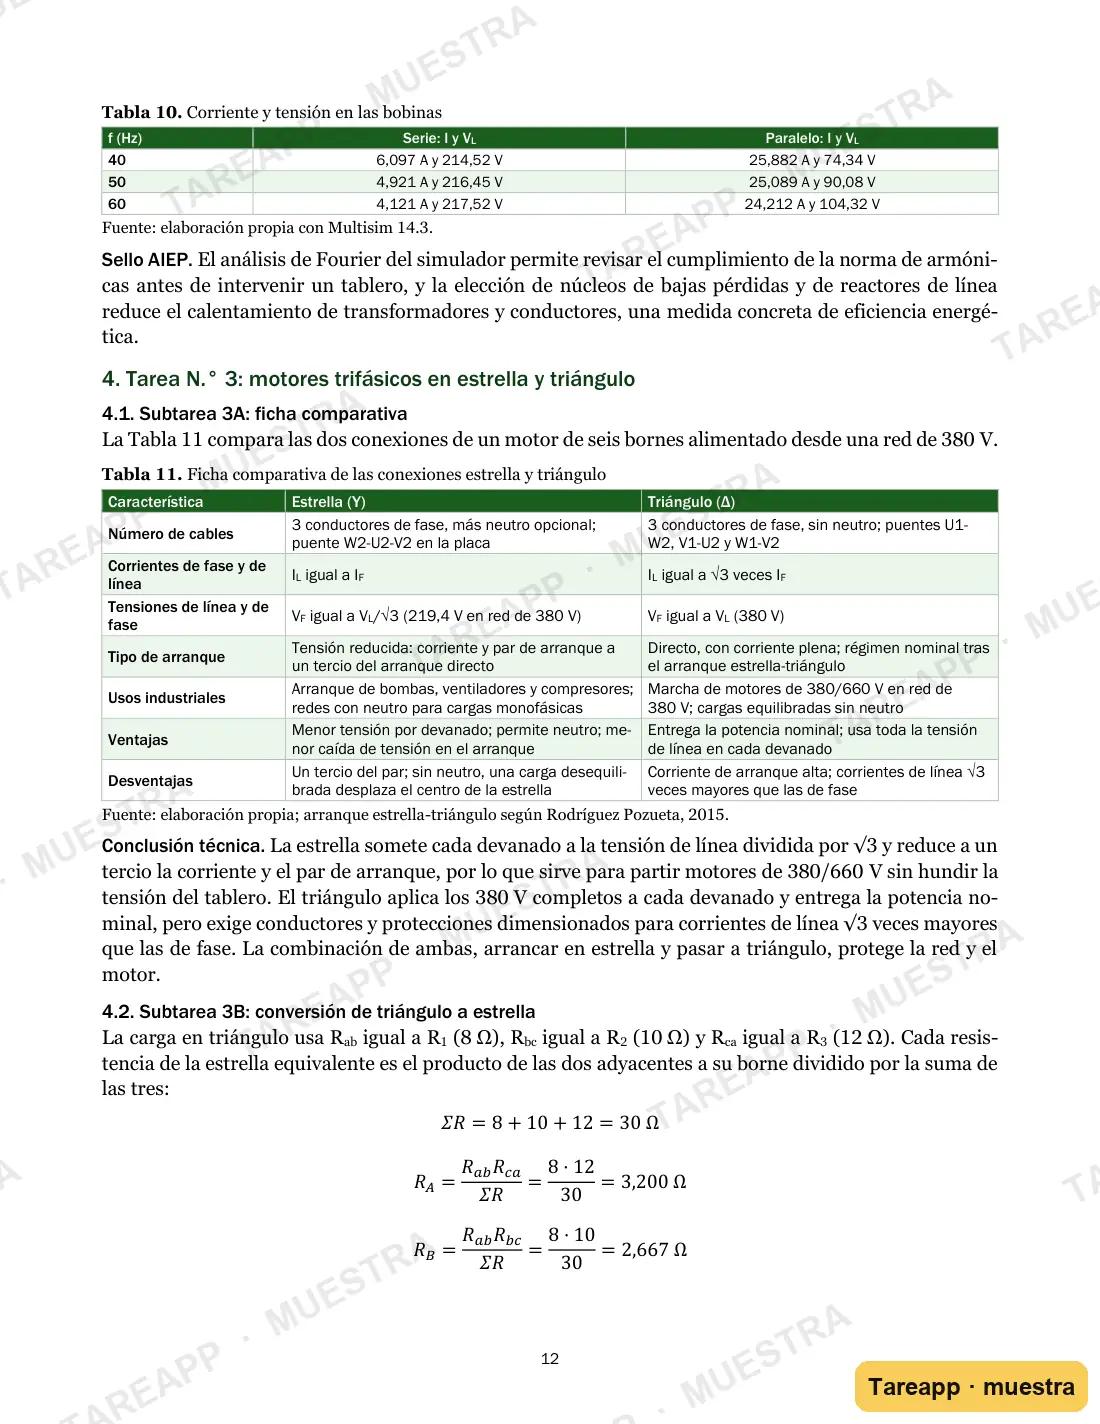 Tabla 10. Corriente y tensión en las bobinas
f (Hz) Serie: I y VL Paralelo: I y VL
40 6,097 A y 214,52 V 25,882 A y 74,34 V
50 4,921 A y 216,45 V 25,089 A y 90,08 V
60 4,121 A y 217,52 V 24,212 A y 104,32 V
Fuente: elaboración propia con Multisim 14.3.
Sello AIEP. El análisis de Fourier del simulador permite revisar el cumplimiento de la norma de armóni-
cas antes de intervenir un tablero, y la elección de núcleos de bajas pérdidas y de reactores de línea
reduce el calentamiento de transformadores y conductores, una medida concreta de eficiencia energé-
tica.
4. Tarea N.° 3: motores trifásicos en estrella y triángulo
4.1. Subtarea 3A: ficha comparativa
La Tabla 11 compara las dos conexiones de un motor de seis bornes alimentado desde una red de 380 V.
Tabla 11. Ficha comparativa de las conexiones estrella y triángulo
Característica Estrella (Y) Triángulo (Δ)
Número de cables
3 conductores de fase, más neutro opcional;
puente W2-U2-V2 en la placa
3 conductores de fase, sin neutro; puentes U1-
W2, V1-U2 y W1-V2
Corrientes de fase y de
línea
IL igual a IF
IL igual a √3 veces IF
Tensiones de línea y de
fase
VF igual a VL/√3 (219,4 V en red de 380 V)
VF igual a VL (380 V)
Tipo de arranque
Tensión reducida: corriente y par de arranque a
un tercio del arranque directo
Directo, con corriente plena; régimen nominal tras
el arranque estrella-triángulo
Usos industriales
Arranque de bombas, ventiladores y compresores;
redes con neutro para cargas monofásicas
Marcha de motores de 380/660 V en red de
380 V; cargas equilibradas sin neutro
Ventajas
Menor tensión por devanado; permite neutro; me-
nor caída de tensión en el arranque
Entrega la potencia nominal; usa toda la tensión
de línea en cada devanado
Desventajas
Un tercio del par; sin neutro, una carga desequili-
brada desplaza el centro de la estrella
Corriente de arranque alta; corrientes de línea √3
veces mayores que las de fase
Fuente: elaboración propia; arranque estrella-triángulo según Rodríguez Pozueta, 2015.
Conclusión técnica. La estrella somete cada devanado a la tensión de línea dividida por √3 y reduce a un
tercio la corriente y el par de arranque, por lo que sirve para partir motores de 380/660 V sin hundir la
tensión del tablero. El triángulo aplica los 380 V completos a cada devanado y entrega la potencia no-
minal, pero exige conductores y protecciones dimensionados para corrientes de línea √3 veces mayores
que las de fase. La combinación de ambas, arrancar en estrella y pasar a triángulo, protege la red y el
motor.
4.2. Subtarea 3B: conversión de triángulo a estrella
La carga en triángulo usa Rab igual a R1 (8 Ω), Rbc igual a R2 (10 Ω) y Rca igual a R3 (12 Ω). Cada resis-
tencia de la estrella equivalente es el producto de las dos adyacentes a su borne dividido por la suma de
las tres:
ΣR = 8 + 10 + 12 = 30 Ω
RA = RabRca / ΣR = 8 · 12 / 30 = 3,200 Ω
RB = RabRbc / ΣR = 8 · 10 / 30 = 2,667 Ω
12
Tareapp · muestra
TAREAPP · MUESTRA